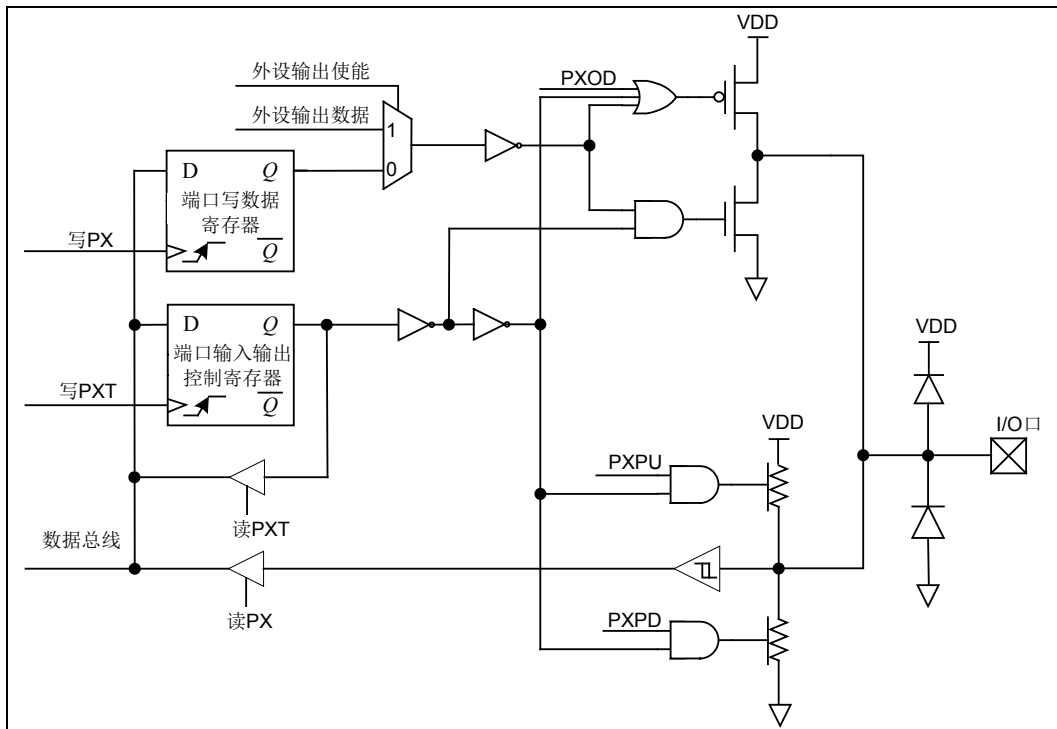 VDD
外设输出使能
PXOD
外设输出数据
1
0
D Q
端口写数据
寄存器
写PX
Q
D Q
端口输入输出
控制寄存器
写PXT
Q
VDD
I/O口
VDD
PXPU
读PXT
数据总线
读PX
PXPD